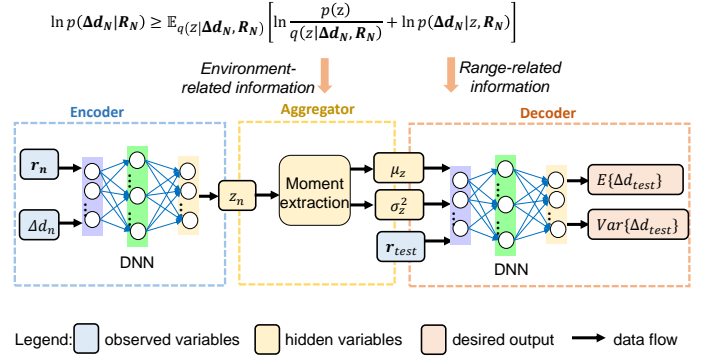 ln p(Δd_N|R_N) ≥ 𝔼_{q(z|Δd_N, R_N)} [ln p(z) / q(z|Δd_N, R_N) + ln p(Δd_N|z, R_N)]
Environment-
related information
Range-related
information
Encoder
Aggregator
Decoder
r_n
Δd_n
DNN
z_n
Moment
extraction
μ_z
σ_z^2
r_test
DNN
E{Δd_test}
Var{Δd_test}
Legend: observed variables hidden variables desired output data flow